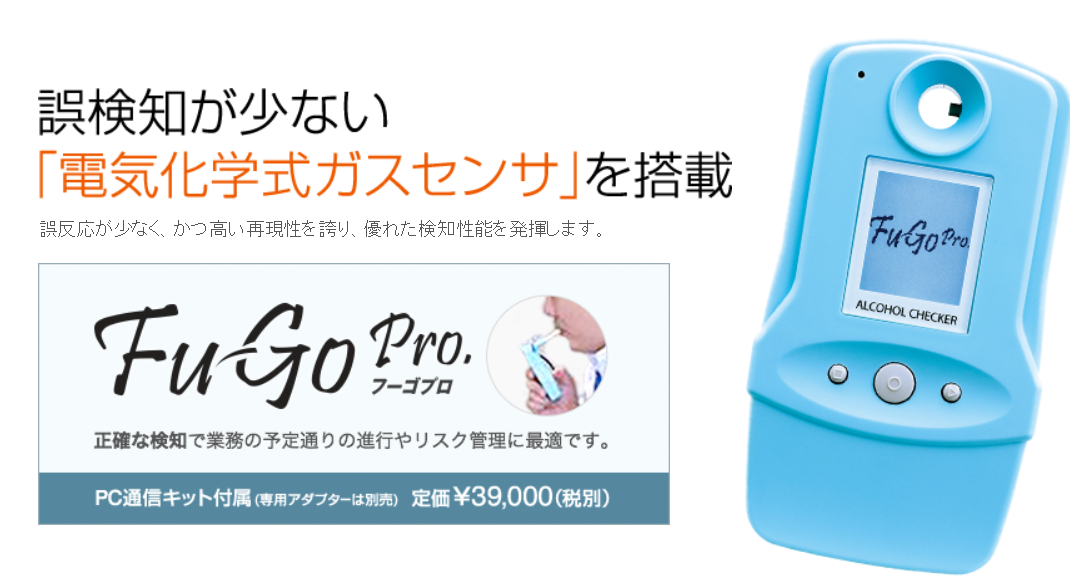 誤検知が少ない
「電気化学式ガスセンサ」を搭載
誤反応が少なく、かつ高い再現性を誇り、優れた検知性能を発揮します。
FuGo Pro.
フーゴプロ
正確な検知で業務の予定通りの進行やリスク管理に最適です。
PC通信キット付属(専用アダプターは別売) 定価¥39,000(税別)
FuGo Pro.
ALCOHOL CHECKER